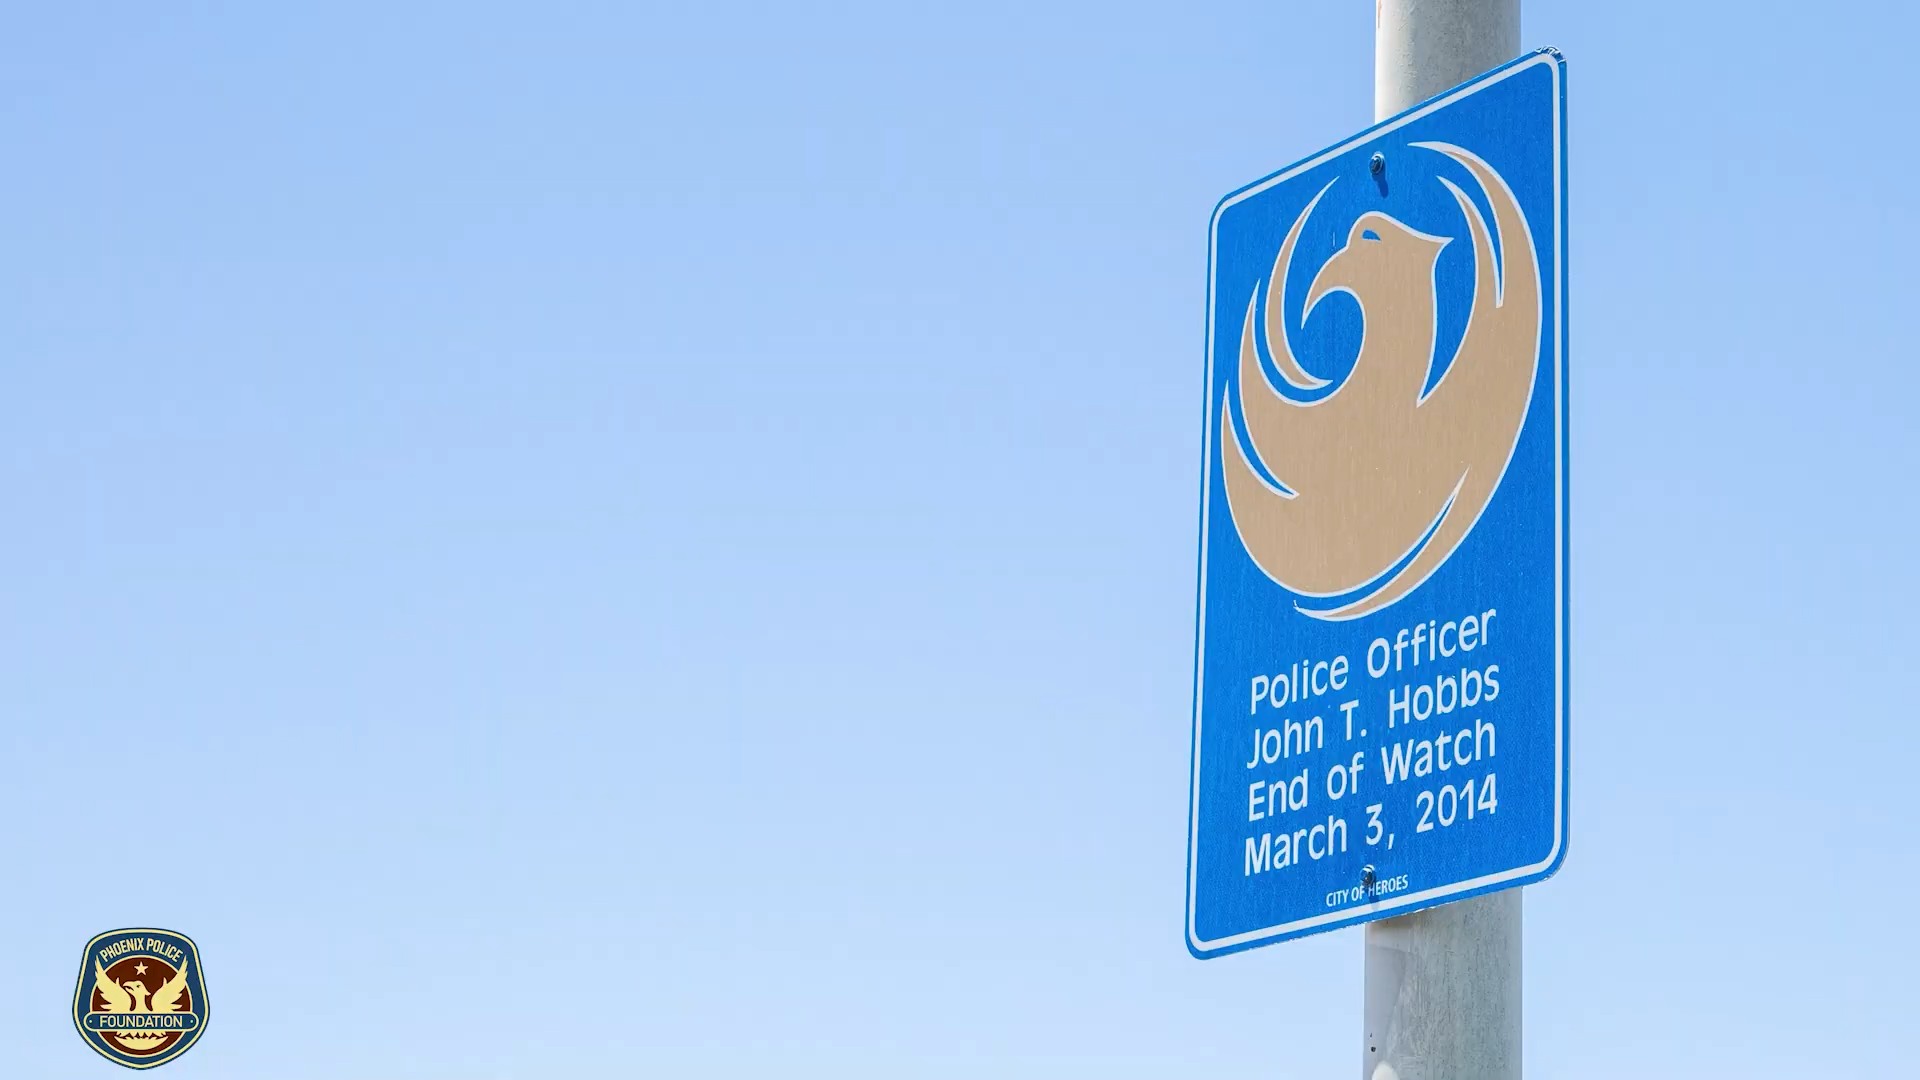 Police Officer
John T. Hobbs
End of Watch
March 3, 2014
CITY OF HEROES
PHOENIX POLICE
FOUNDATION